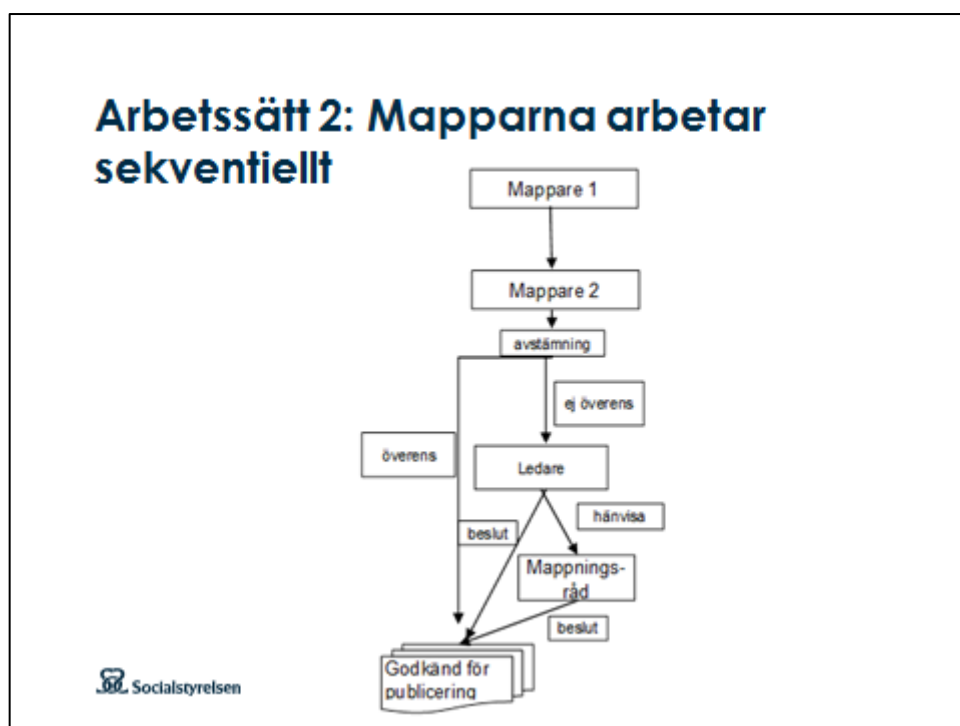 Arbetssätt 2: Mapparna arbetar
sekventiellt
Mappare 1
Mappare 2
avstämning
ej överens
överens
Ledare
hänvisa
beslut
Mappnings-
råd
beslut
Godkänd för
publicering
Socialstyrelsen